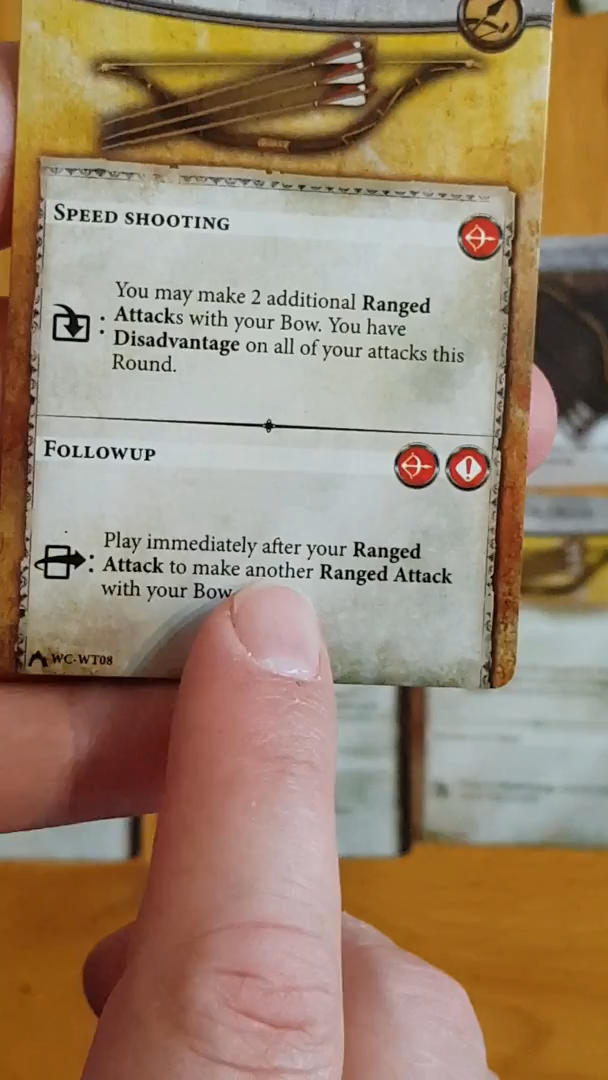 SPEED SHOOTING
You may make 2 additional Ranged
Attacks with your Bow. You have
Disadvantage on all of your attacks this
Round.
FOLLOWUP
Play immediately after your Ranged
Attack to make another Ranged Attack
with your Bow
WC-WT08